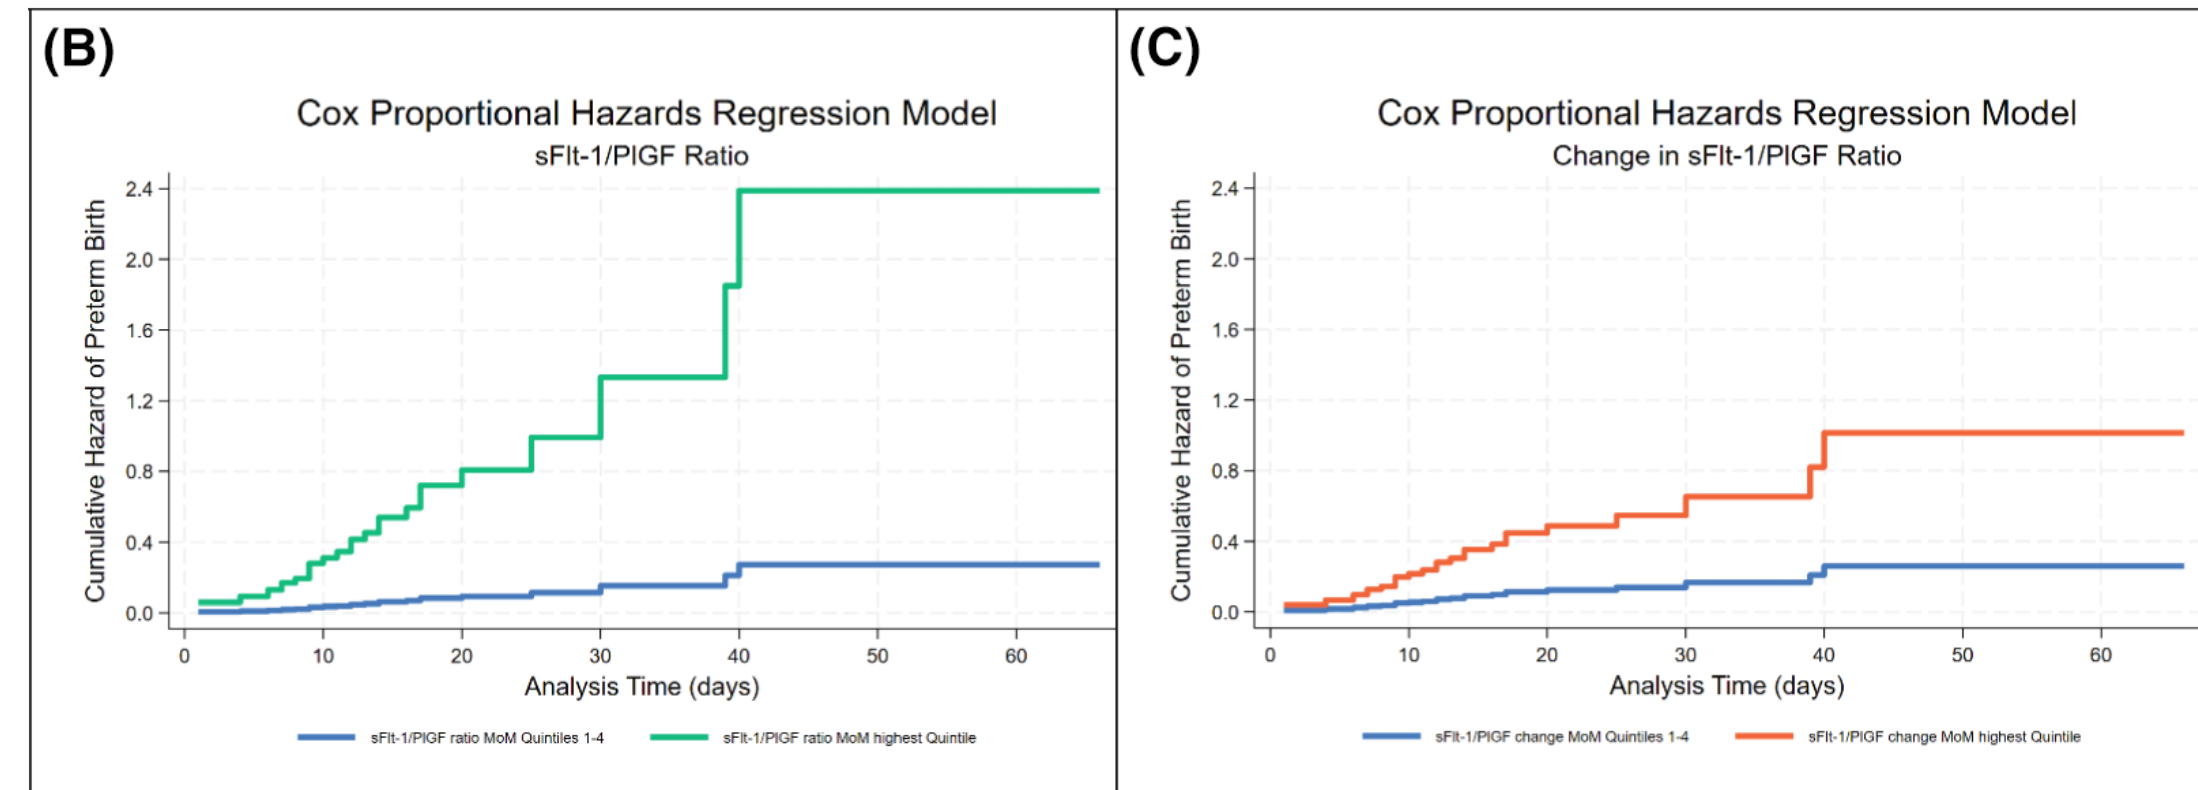 (B)
Cox Proportional Hazards Regression Model
sFlt-1/PlGF Ratio
Cumulative Hazard of Preterm Birth
2.4
2.0
1.6
1.2
0.8
0.4
0.0
0 10 20 30 40 50 60
Analysis Time (days)
sFlt-1/PlGF ratio MoM Quintiles 1-4
sFlt-1/PlGF ratio MoM highest Quintile
(C)
Cox Proportional Hazards Regression Model
Change in sFlt-1/PlGF Ratio
Cumulative Hazard of Preterm Birth
2.4
2.0
1.6
1.2
0.8
0.4
0.0
0 10 20 30 40 50 60
Analysis Time (days)
sFlt-1/PlGF change MoM Quintiles 1-4
sFlt-1/PlGF change MoM highest Quintile